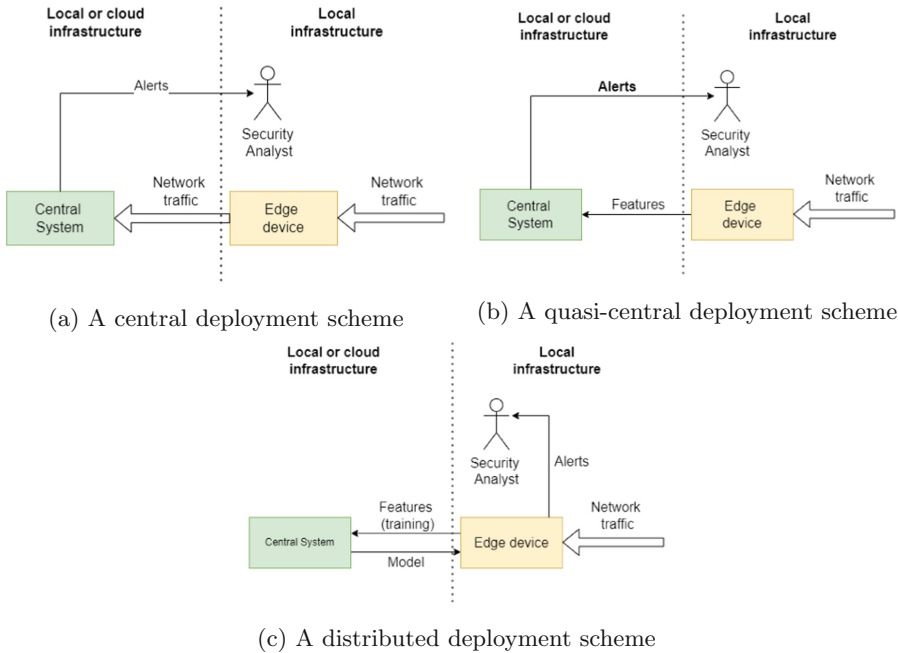 Local or cloud
infrastructure
Local
infrastructure
Alerts
Security
Analyst
Network
traffic
Network
traffic
Central
System
Edge
device
(a) A central deployment scheme
Local or cloud
infrastructure
Local
infrastructure
Alerts
Security
Analyst
Network
traffic
Central
System
Features
Edge
device
(b) A quasi-central deployment scheme
Local or cloud
infrastructure
Local
infrastructure
Security
Analyst
Alerts
Features
(training)
Network
traffic
Central System
Edge device
Model
(c) A distributed deployment scheme